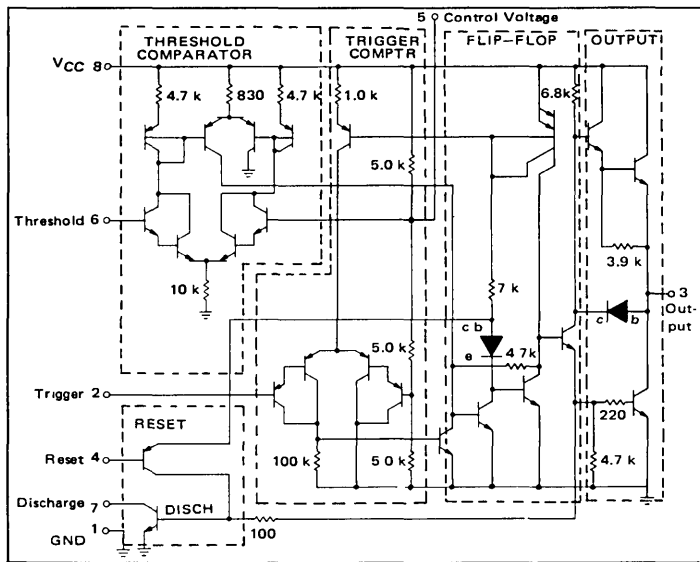 5 Control Voltage
THRESHOLD
COMPARATOR
TRIGGER
COMPTR
FLIP-FLOP
OUTPUT
VCC 8
4.7 k
830
4.7 k
1.0 k
6.8k
5.0 k
Threshold 6
10 k
7 k
3.9 k
3
Out-
put
c b
e
c b
5.0 k
4.7k
Trigger 2
RESET
220
Reset 4
100 k
5.0 k
4.7 k
Discharge
7
DISCH
1
GND
100